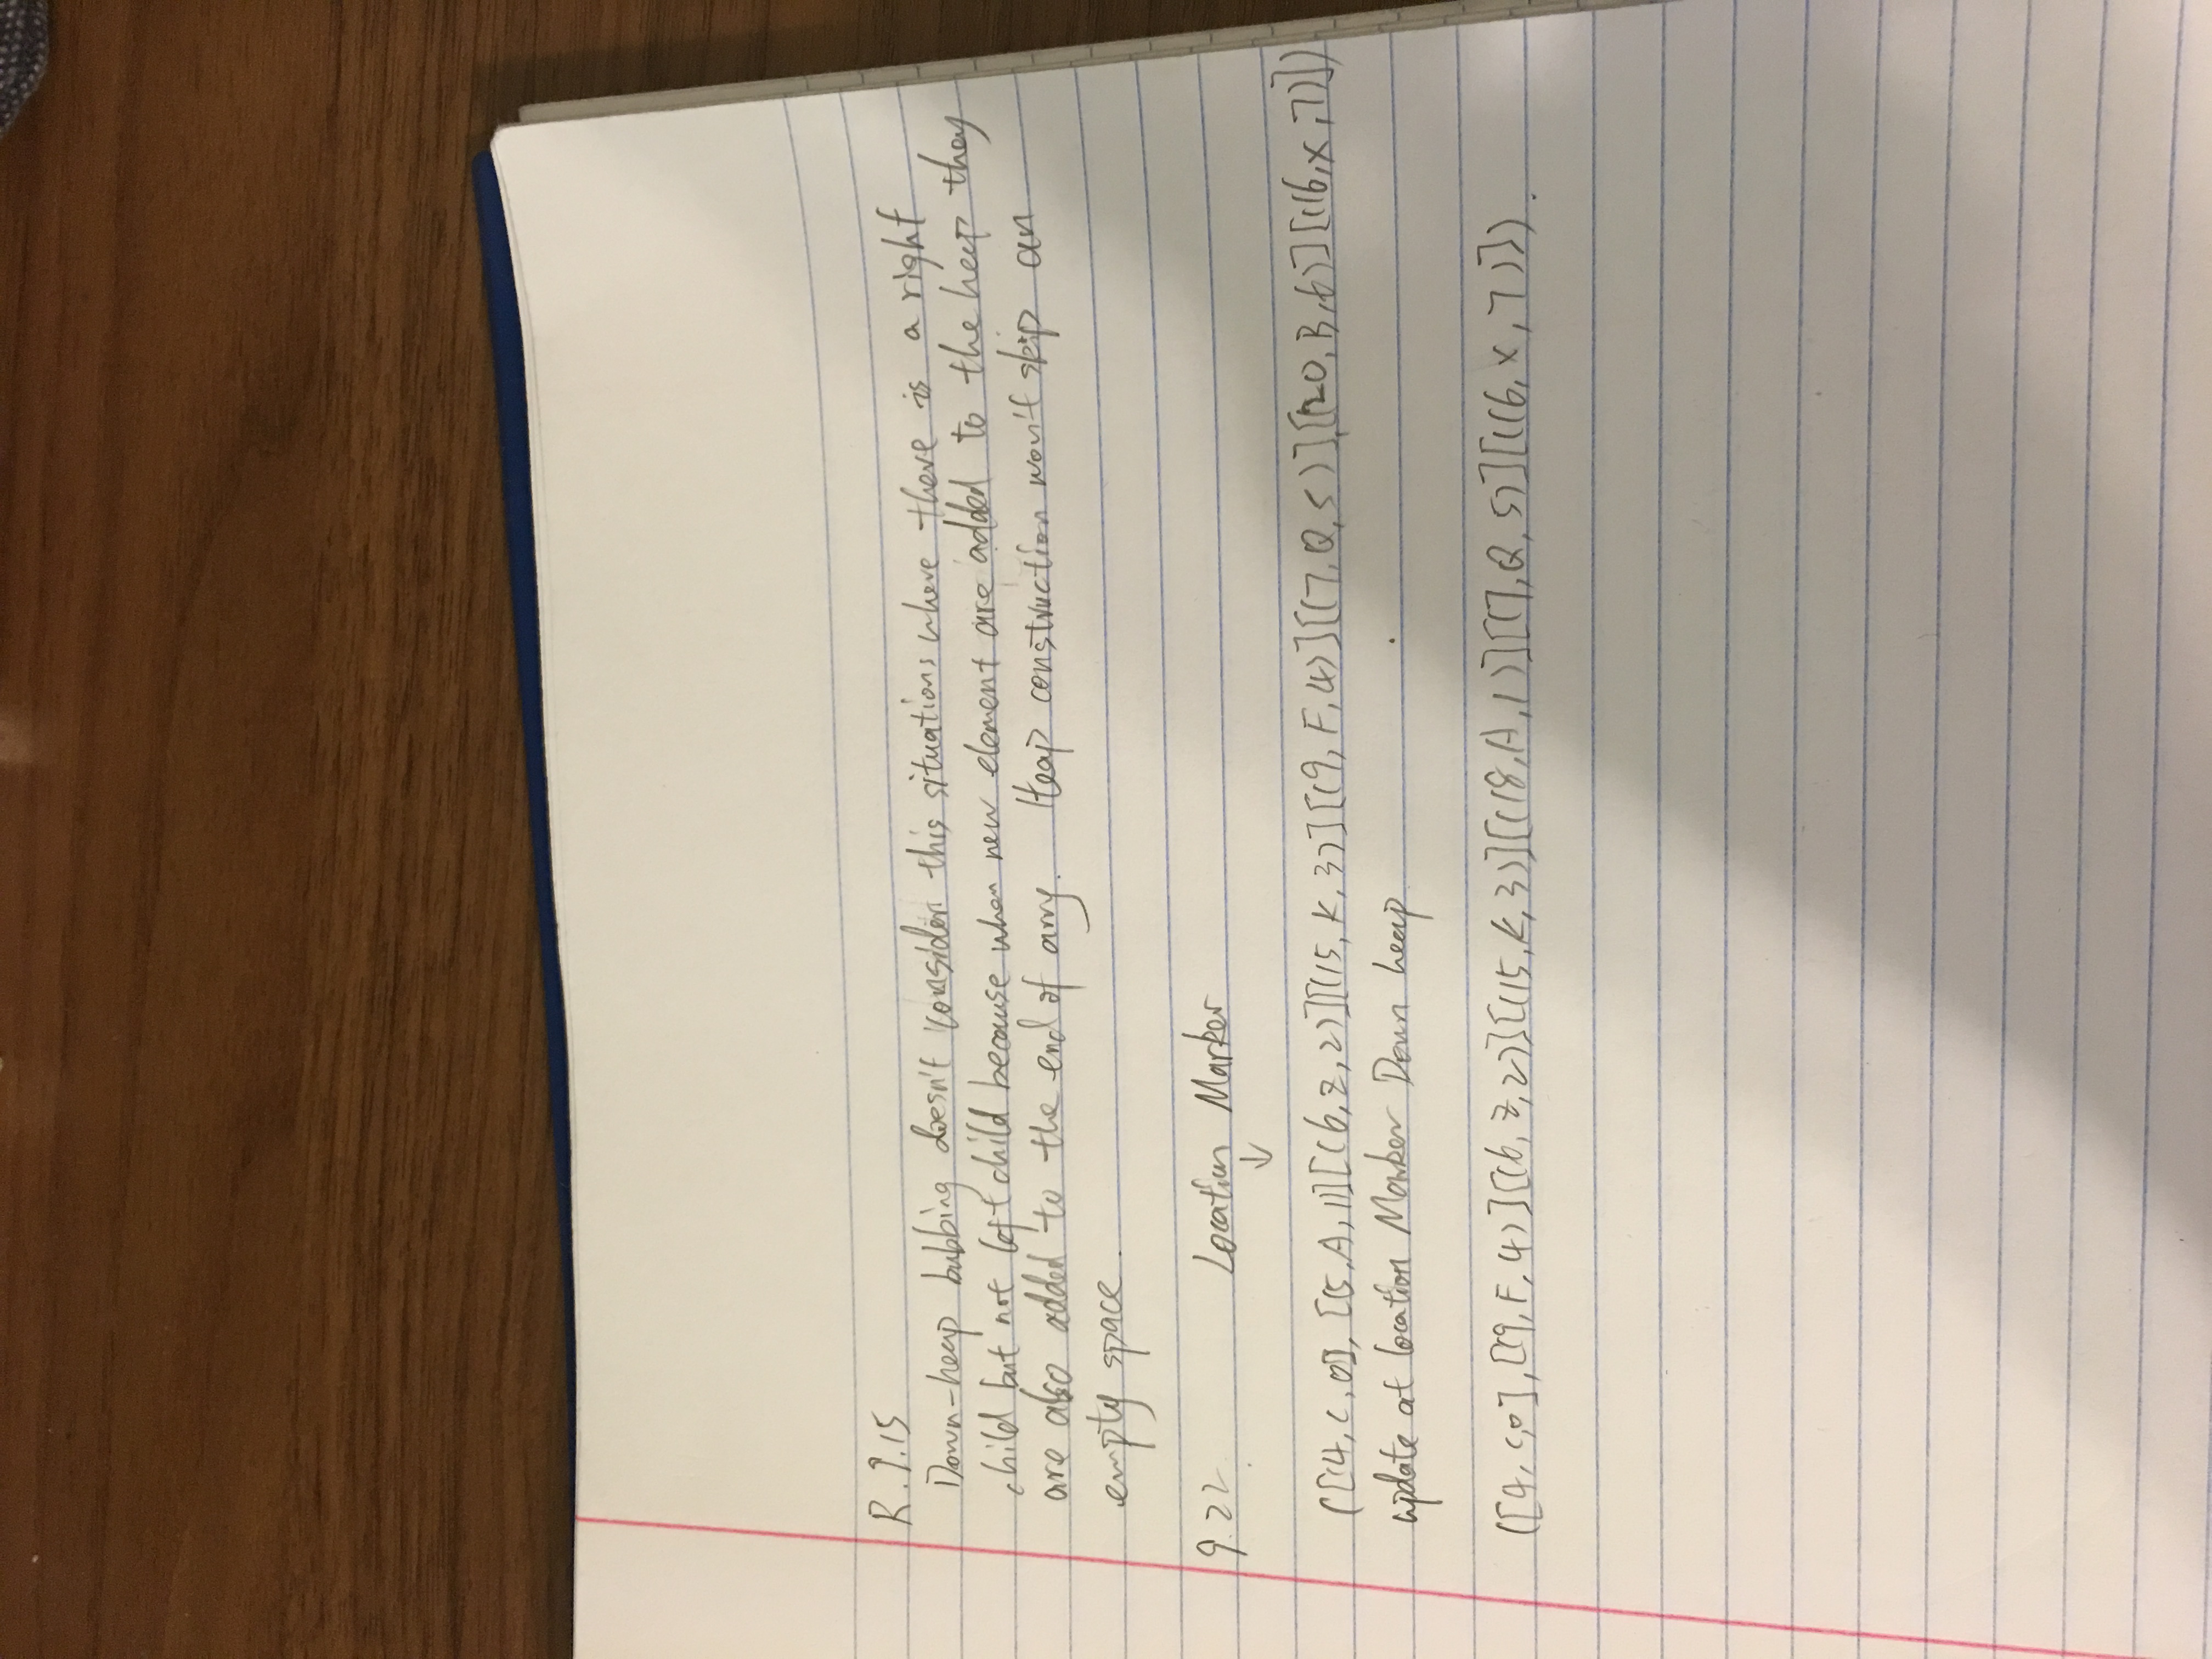 R.9.15
Down-heap bubbing doesn't consider this situations where there is a right
child but not left child because when new element are added to the heap they
are also added to the end of arry. Heap construction won't skip an
empty space.
9.22 Location Marker
↓
([(4,C,0], [5,A,1)][(6,Z,2)][(15,K,3)][(9,F,4)][(7,Q,5)],[20,B,6)][(16,X,7)])
update at location Marker Down heap
([4,C,0],[(9,F,4)][(6,Z,2)][(15,K,3)][(18,A,1)][(7,Q,5)][(16,X,7)]).